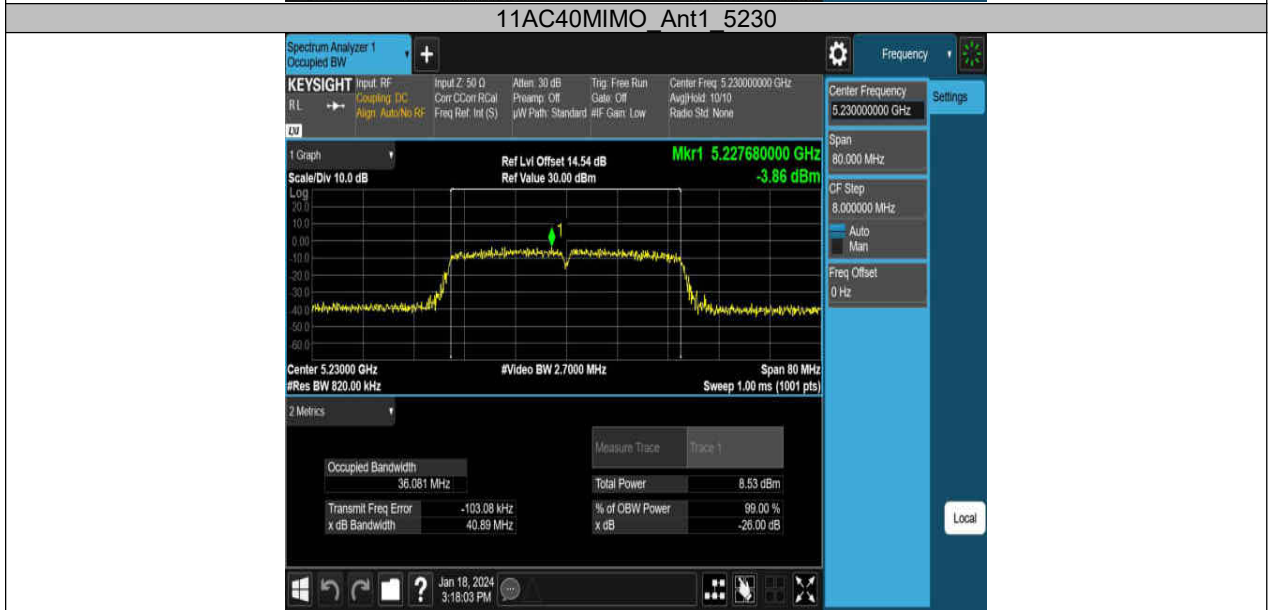 11AC40MIMO_Ant1_5230
Spectrum Analyzer 1
Occupied BW
+
Frequency
KEYSIGHT
RL
LXI
Input: RF
Coupling: DC
Align: Auto/No RF
Input Z: 50 Ω
Corr CCorr RCal
Freq Ref: Int (S)
Atten: 30 dB
Preamp: Off
µW Path: Standard
Trig: Free Run
Gate: Off
#IF Gain: Low
Center Freq: 5.230000000 GHz
Avg|Hold: 10/10
Radio Std: None
Center Frequency
5.230000000 GHz
Settings
Span
80.000 MHz
CF Step
8.000000 MHz
Auto
Man
Freq Offset
0 Hz
Local
1 Graph
Scale/Div 10.0 dB
Ref Lvl Offset 14.54 dB
Ref Value 30.00 dBm
Mkr1 5.227680000 GHz
-3.86 dBm
Log
20.0
10.0
0.00
-10.0
-20.0
-30.0
-40.0
-50.0
-60.0
1
Center 5.23000 GHz
#Res BW 820.00 kHz
#Video BW 2.7000 MHz
Span 80 MHz
Sweep 1.00 ms (1001 pts)
2 Metrics
Measure Trace Trace 1
Occupied Bandwidth
36.081 MHz
Total Power 8.53 dBm
Transmit Freq Error -103.08 kHz
% of OBW Power 99.00 %
x dB Bandwidth 40.89 MHz
x dB -26.00 dB
?
Jan 18, 2024
3:18:03 PM